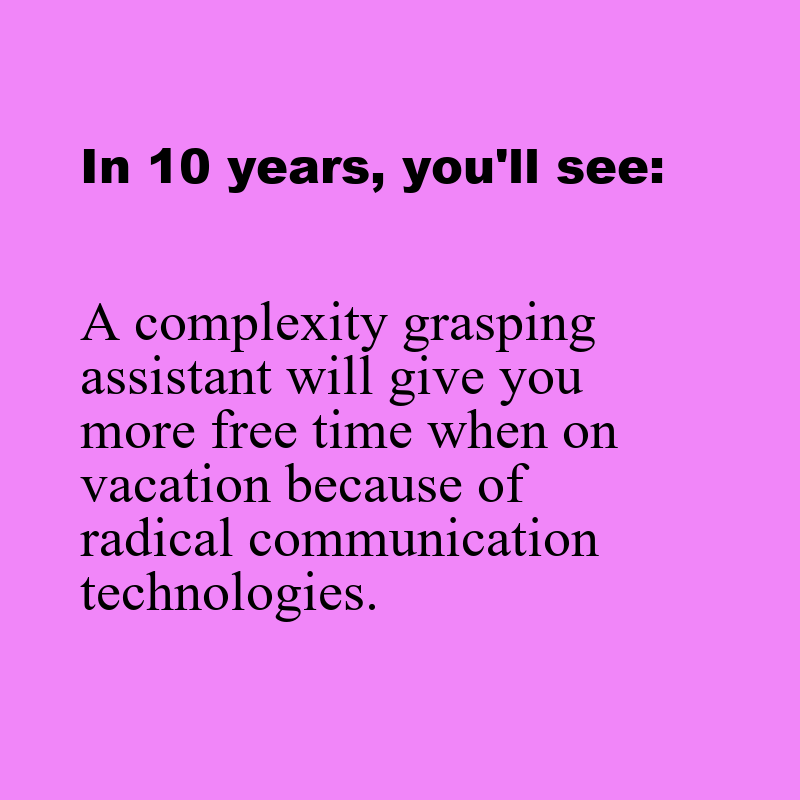 In 10 years, you'll see:
A complexity grasping
assistant will give you
more free time when on
vacation because of
radical communication
technologies.